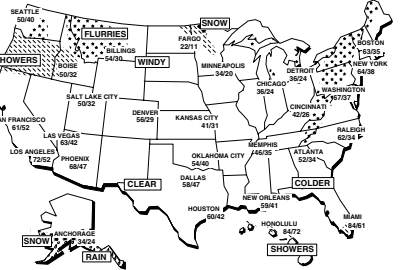 SEATTLE
50/40
SNOW
FLURRIES
FARGO
22/11
BOSTON
53/35
HOWERS
BILLINGS
54/30
WINDY
NEW YORK
64/38
BOISE
50/32
MINNEAPOLIS
34/20
DETROIT
36/24
CHICAGO
36/24
WASHINGTON
67/37
SALT LAKE CITY
50/32
CINCINNATI
42/26
DENVER
56/29
KANSAS CITY
41/31
AN FRANCISCO
61/52
RALEIGH
62/34
LAS VEGAS
63/42
MEMPHIS
46/35
LOS ANGELES
72/52
PHOENIX
68/47
OKLAHOMA CITY
54/40
ATLANTA
52/34
DALLAS
58/47
CLEAR
COLDER
NEW ORLEANS
59/41
HOUSTON
60/42
MIAMI
84/61
HONOLULU
84/72
SNOW
ANCHORAGE
34/24
RAIN
SHOWERS